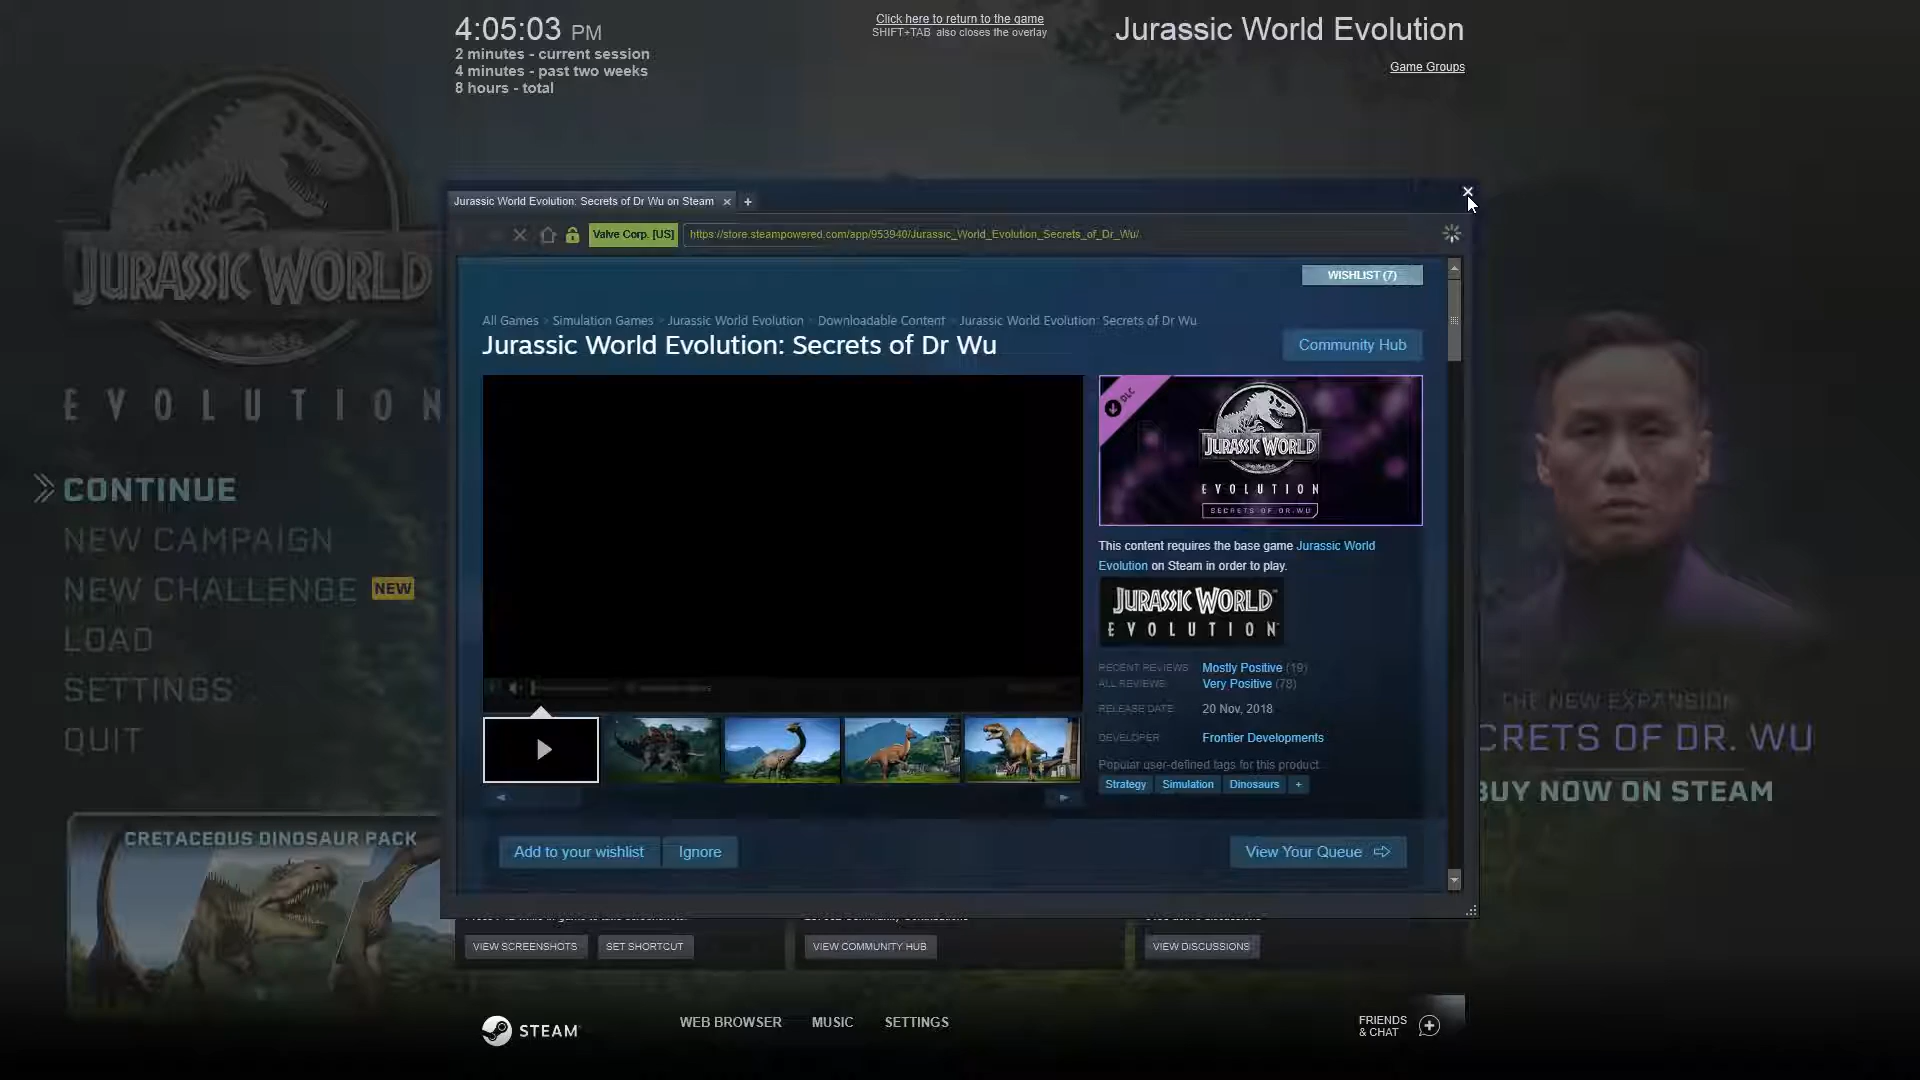 4:05:03 PM
2 minutes - current session
4 minutes - past two weeks
8 hours - total
Click here to return to the game
SHIFT+TAB also closes the overlay
Jurassic World Evolution
Game Groups
JURASSIC WORLD
EVOLUTION
CONTINUE
NEW CAMPAIGN
NEW CHALLENGE NEW
LOAD
SETTINGS
QUIT
CRETACEOUS DINOSAUR PACK
Jurassic World Evolution: Secrets of Dr Wu on Steam
Valve Corp. [US] https://store.steampowered.com/app/953940/Jurassic_World_Evolution_Secrets_of_Dr_Wu/
WISHLIST (7)
All Games > Simulation Games > Jurassic World Evolution > Downloadable Content > Jurassic World Evolution: Secrets of Dr Wu
Jurassic World Evolution: Secrets of Dr Wu
Community Hub
DLC
JURASSIC WORLD
EVOLUTION
SECRETS OF DR. WU
This content requires the base game Jurassic World
Evolution on Steam in order to play.
JURASSIC WORLD
EVOLUTION
RECENT REVIEWS: Mostly Positive (19)
ALL REVIEWS: Very Positive (78)
RELEASE DATE: 20 Nov, 2018
DEVELOPER: Frontier Developments
Popular user-defined tags for this product:
Strategy Simulation Dinosaurs +
Add to your wishlist Ignore
View Your Queue
THE NEW EXPANSION
CRETS OF DR. WU
BUY NOW ON STEAM
VIEW SCREENSHOTS SET SHORTCUT VIEW COMMUNITY HUB VIEW DISCUSSIONS
STEAM
WEB BROWSER MUSIC SETTINGS
FRIENDS
& CHAT